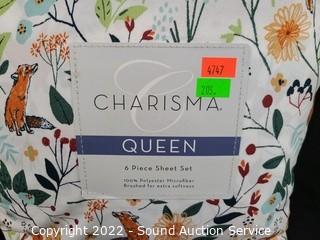 C
4747
205
CHARISMA®
QUEEN
6 Piece Sheet Set
100% Polyester Microfiber
Brushed for extra softness
Copyright 2022 - Sound Auction Service